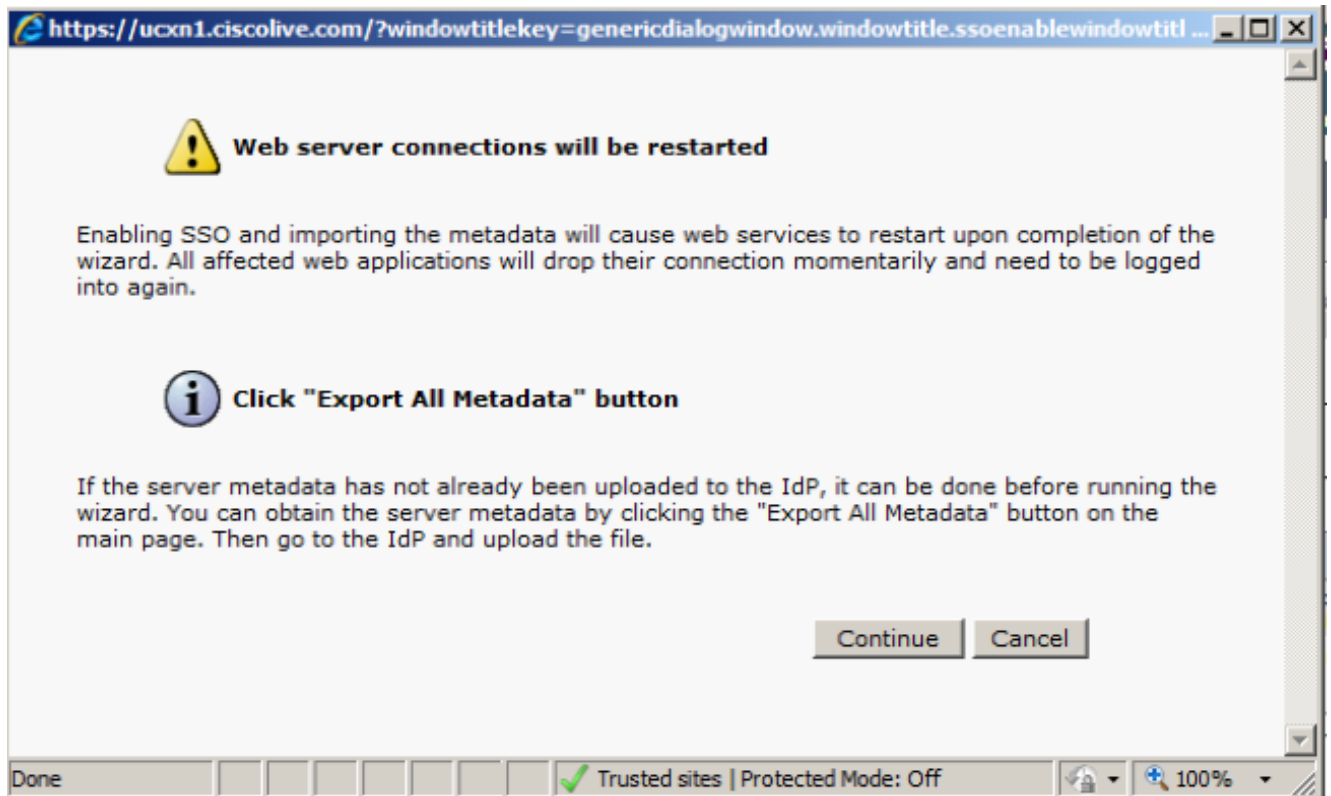 https://ucxn1.ciscolive.com/?windowtitlekey=genericdialogwindow.windowtitle.ssoenablewindowtitl ...
Web server connections will be restarted
Enabling SSO and importing the metadata will cause web services to restart upon completion of the
wizard. All affected web applications will drop their connection momentarily and need to be logged
into again.
Click "Export All Metadata" button
If the server metadata has not already been uploaded to the IdP, it can be done before running the
wizard. You can obtain the server metadata by clicking the "Export All Metadata" button on the
main page. Then go to the IdP and upload the file.
Continue Cancel
Done Trusted sites | Protected Mode: Off 100%